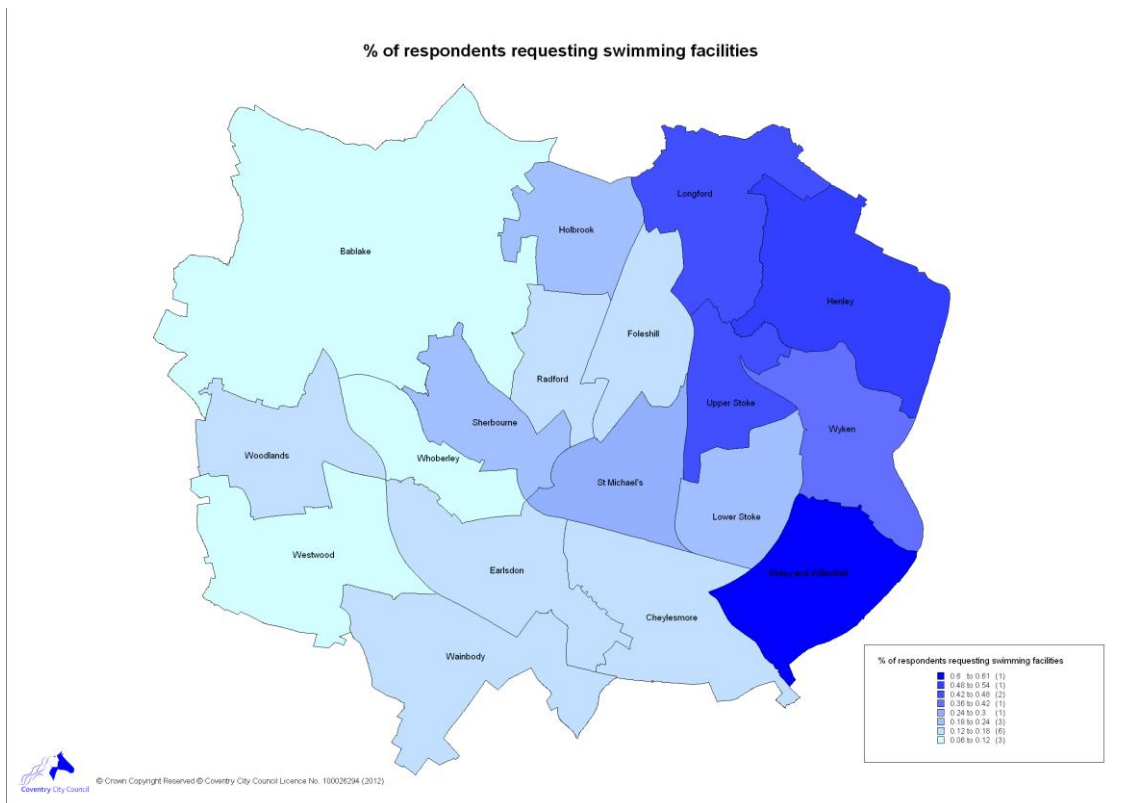 % of respondents requesting swimming facilities
Longford
Holbrook
Bablake
Henley
Foleshill
Radford
Upper Stoke
Sherbourne
Wyken
Woodlands
Whoberley
St Michael's
Lower Stoke
Westwood
Earlsdon
Binley and Willenhall
Cheylesmore
Wainbody
% of respondents requesting swimming facilities
0.6 to 0.61 (1)
0.48 to 0.54 (1)
0.42 to 0.48 (2)
0.36 to 0.42 (1)
0.24 to 0.3 (1)
0.18 to 0.24 (3)
0.12 to 0.18 (6)
0.06 to 0.12 (3)
Coventry City Council
© Crown Copyright Reserved © Coventry City Council Licence No. 100026294 (2012)